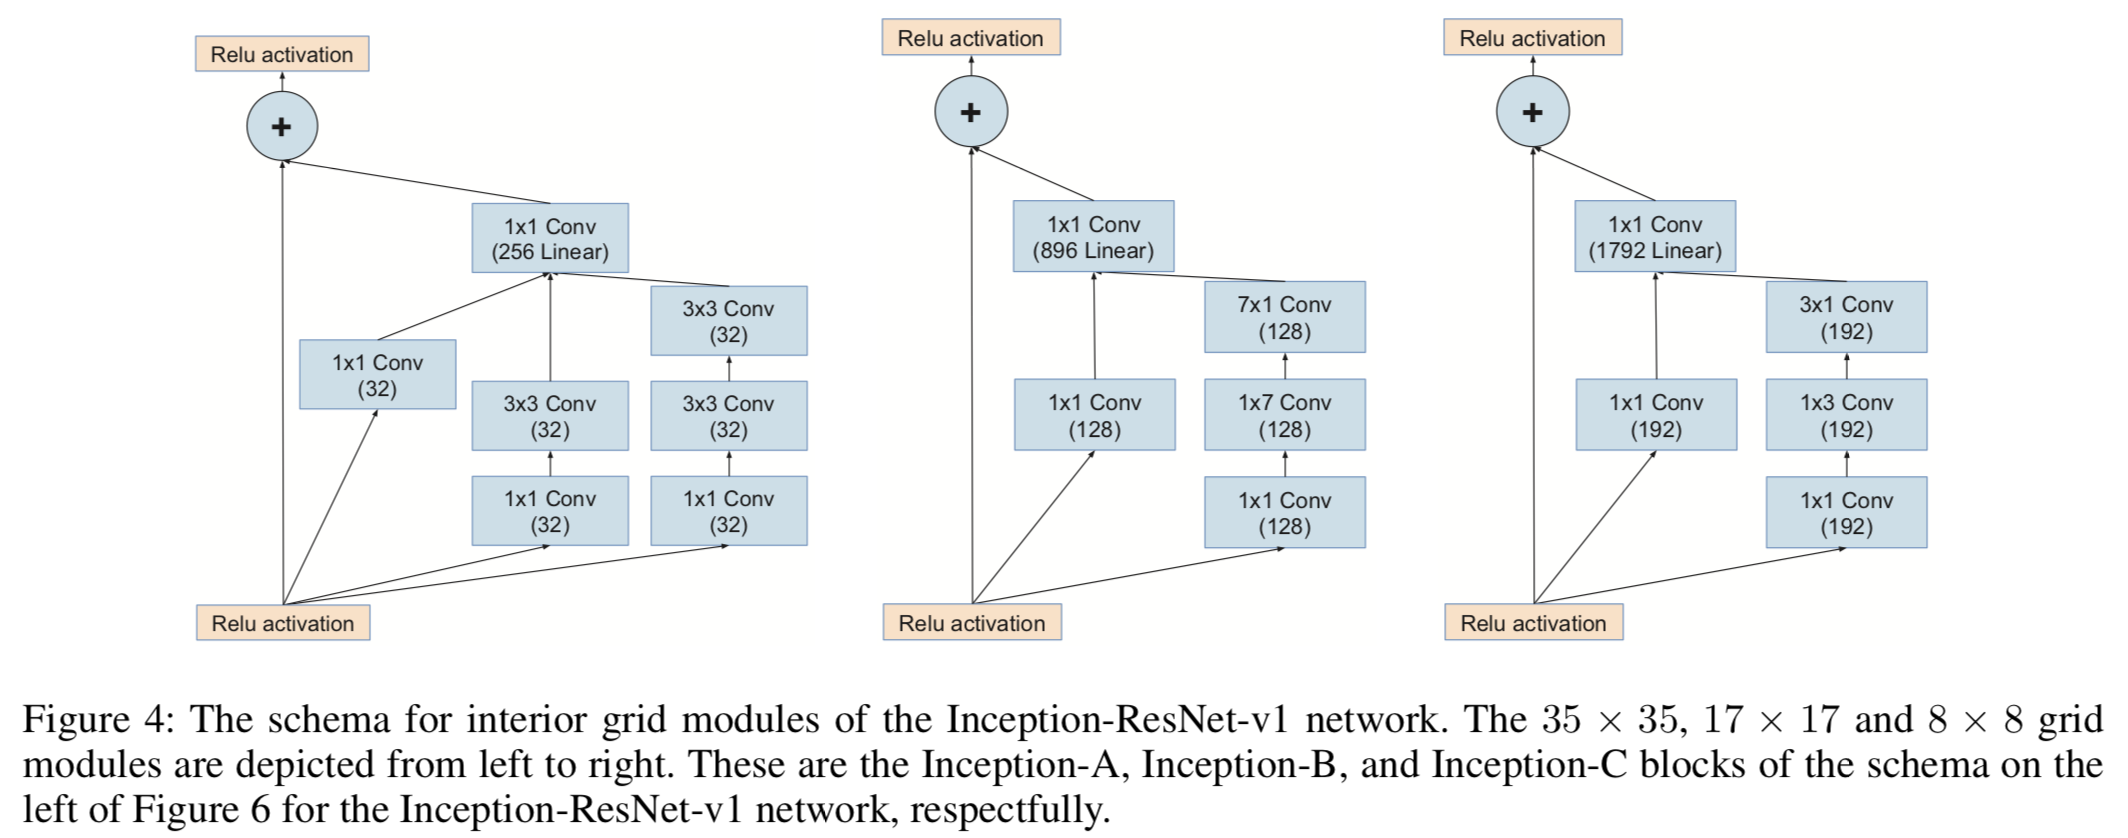 Relu activation
+
1x1 Conv
(256 Linear)
3x3 Conv
(32)
1x1 Conv
(32)
3x3 Conv
(32)
3x3 Conv
(32)
1x1 Conv
(32)
1x1 Conv
(32)
Relu activation
Relu activation
+
1x1 Conv
(896 Linear)
7x1 Conv
(128)
1x1 Conv
(128)
1x7 Conv
(128)
1x1 Conv
(128)
Relu activation
Relu activation
+
1x1 Conv
(1792 Linear)
3x1 Conv
(192)
1x1 Conv
(192)
1x3 Conv
(192)
1x1 Conv
(192)
Relu activation
Figure 4: The schema for interior grid modules of the Inception-ResNet-v1 network. The 35 × 35, 17 × 17 and 8 × 8 grid
modules are depicted from left to right. These are the Inception-A, Inception-B, and Inception-C blocks of the schema on the
left of Figure 6 for the Inception-ResNet-v1 network, respectfully.